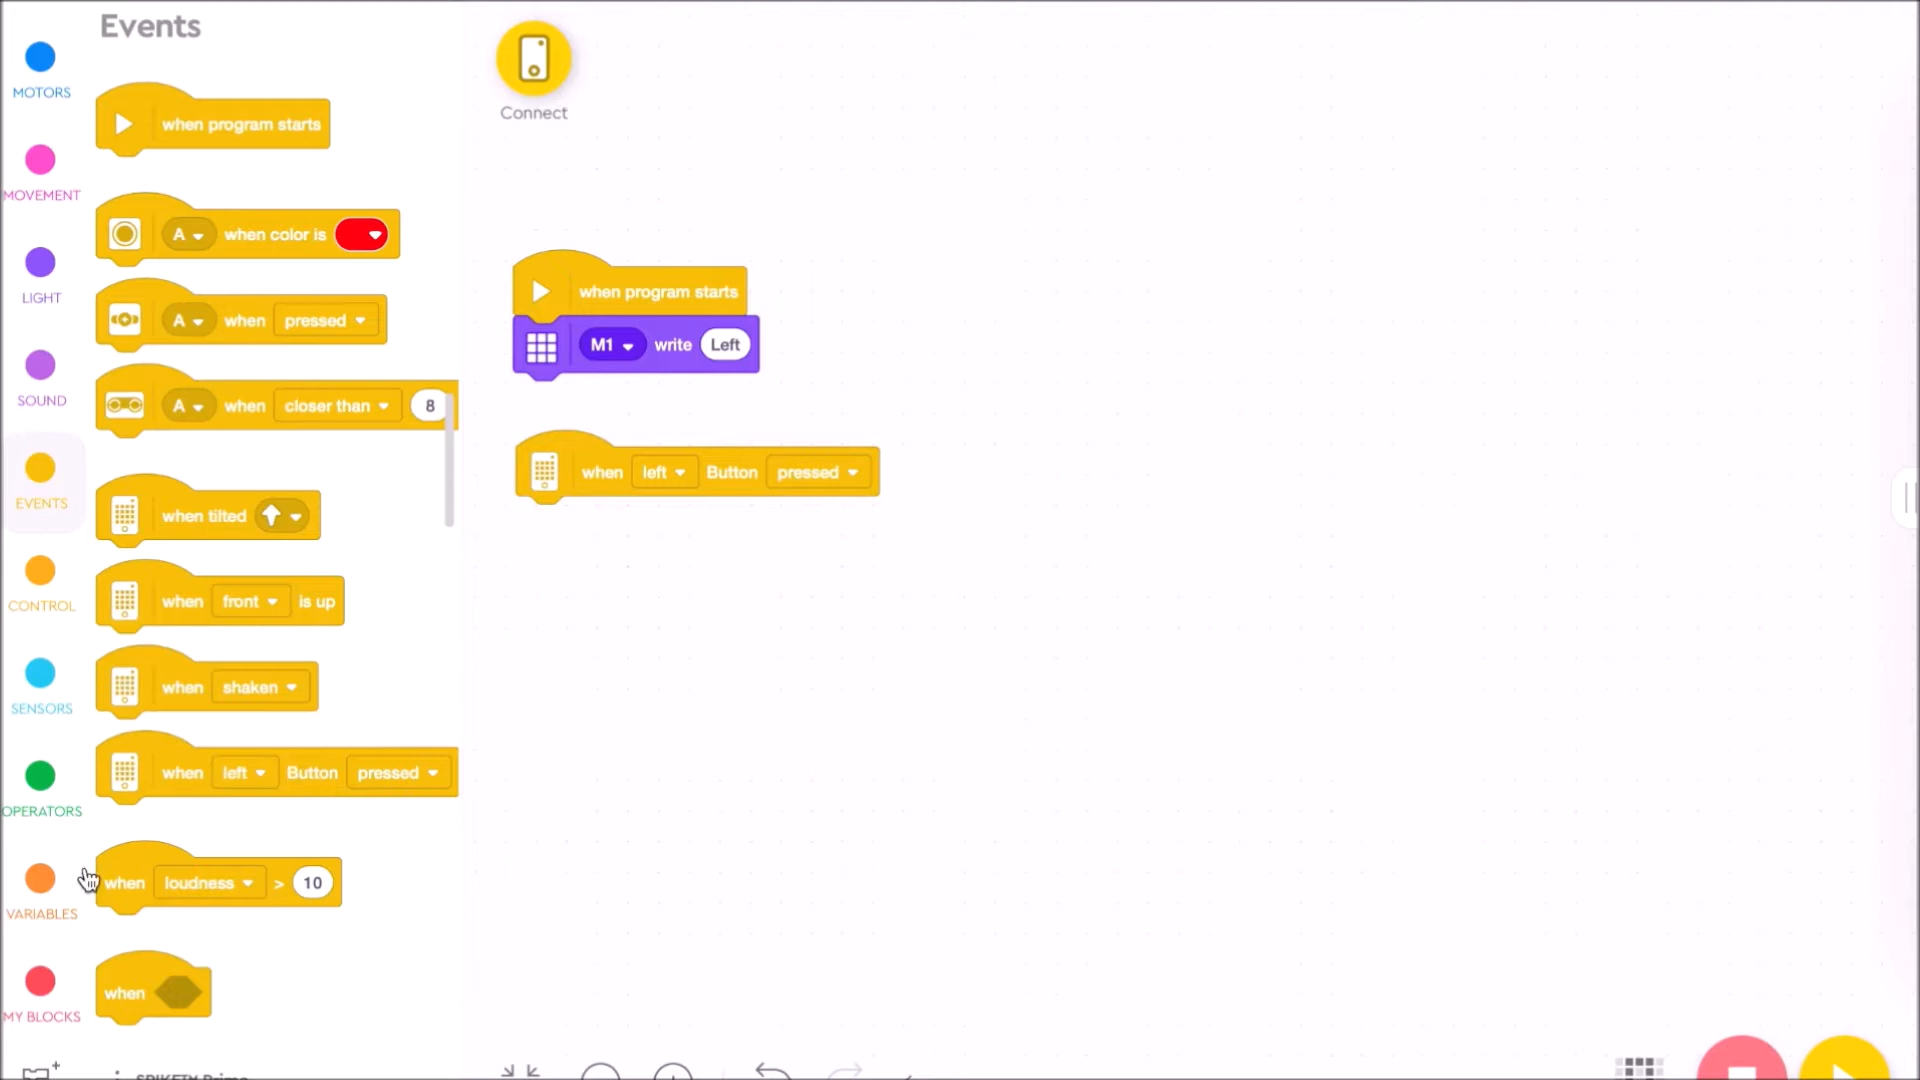 Events
MOTORS
MOVEMENT
LIGHT
SOUND
EVENTS
CONTROL
SENSORS
OPERATORS
VARIABLES
MY BLOCKS
when program starts
A when color is
A when pressed
A when closer than 8
when tilted
when front is up
when shaken
when left Button pressed
when loudness > 10
when
Connect
when program starts
M1 write Left
when left Button pressed